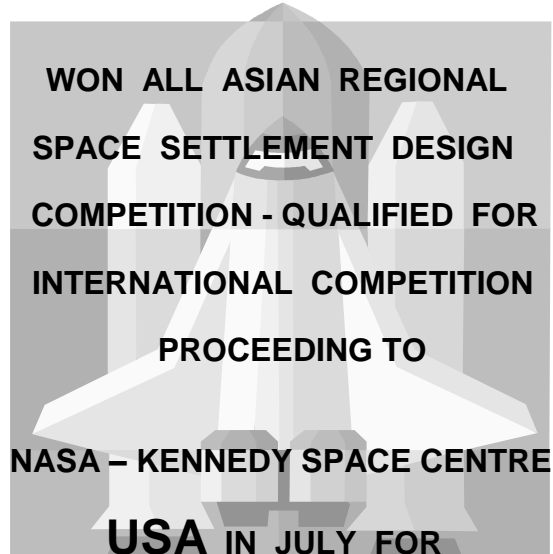 WON ALL ASIAN REGIONAL
SPACE SETTLEMENT DESIGN
COMPETITION - QUALIFIED FOR
INTERNATIONAL COMPETITION
PROCEEDING TO
NASA – KENNEDY SPACE CENTRE
USA IN JULY FOR